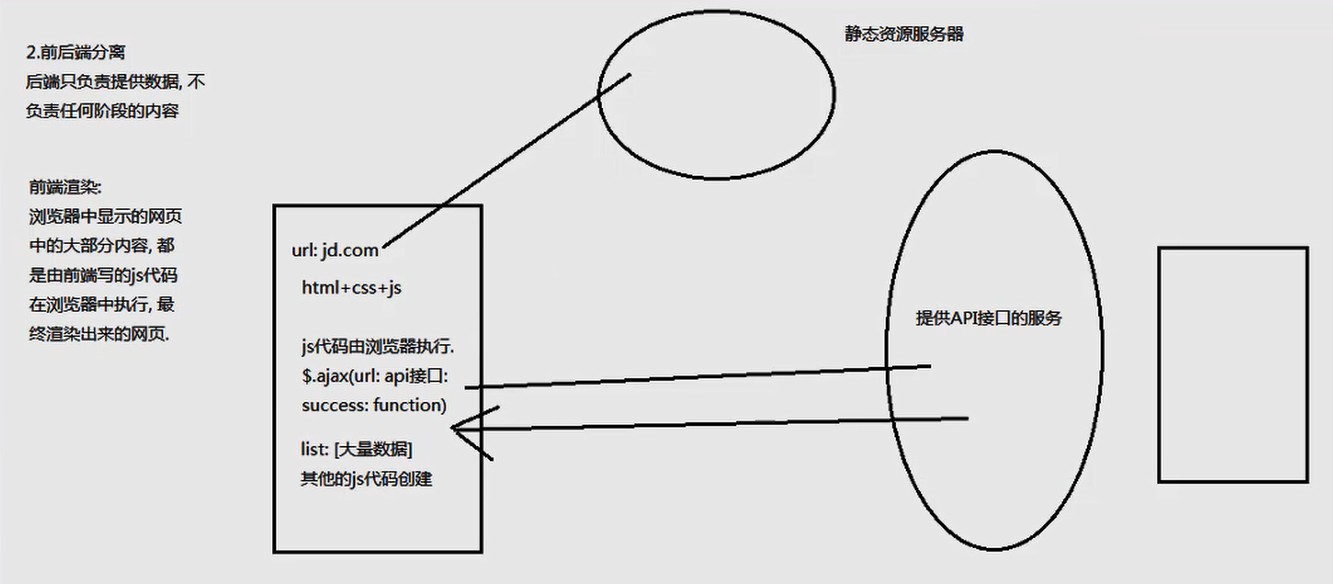 2.前后端分离
后端只负责提供数据, 不
负责任何阶段的内容
前端渲染:
浏览器中显示的网页
中的大部分内容, 都
是由前端写的js代码
在浏览器中执行, 最
终渲染出来的网页.
静态资源服务器
url: jd.com
html+css+js
js代码由浏览器执行.
$.ajax(url: api接口:
success: function)
list: [大量数据]
其他的js代码创建
提供API接口的服务